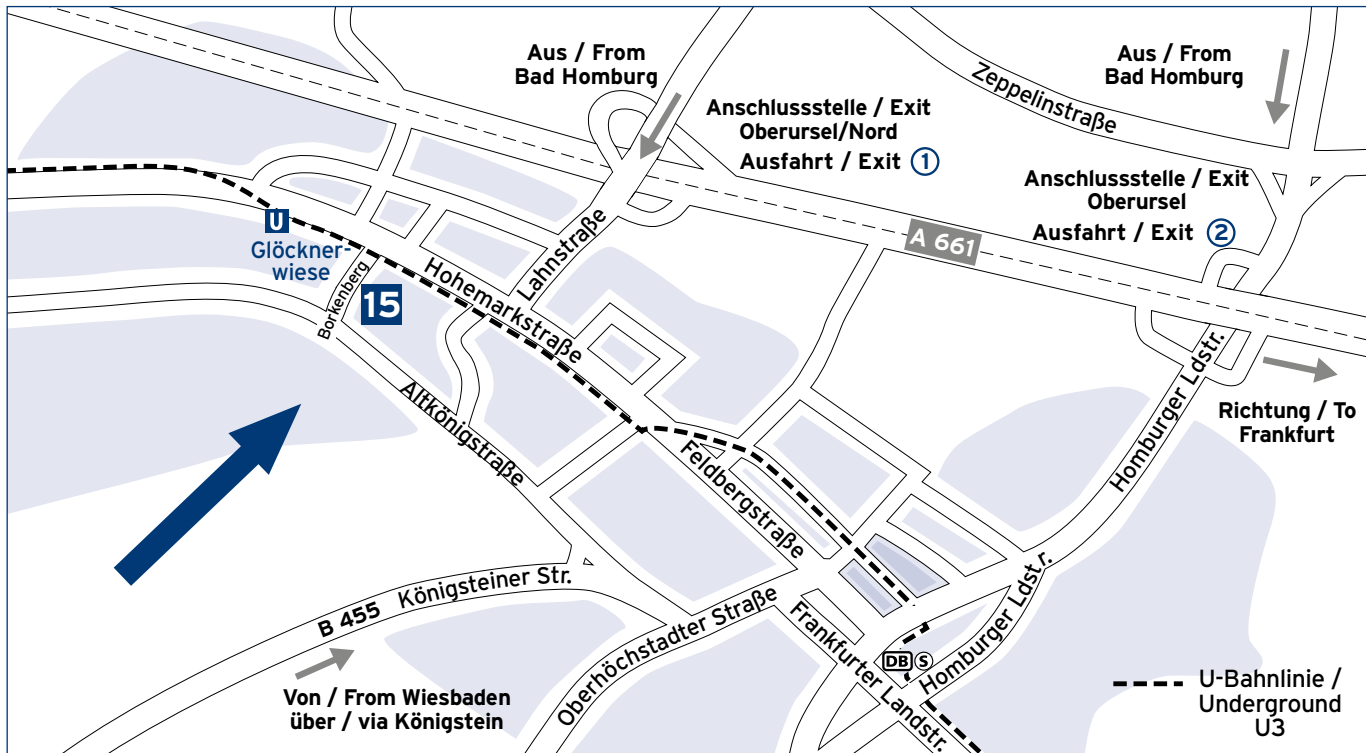 Aus / From
Bad Homburg
Aus / From
Bad Homburg
Zeppelinstraße
Anschlussstelle / Exit
Oberursel/Nord
Ausfahrt / Exit 1
Anschlussstelle / Exit
Oberursel
Ausfahrt / Exit 2
A 661
U
Glöckner-
wiese
Lahnstraße
Hohemarkstraße
Borkenberg
15
Altkönigstraße
Homburger Ldstr.
Richtung / To
Frankfurt
Feldbergstraße
B 455 Königsteiner Str.
Oberhöchstadter Straße
Frankfurter Landstr.
Homburger Ldstr.
DB S
Von / From Wiesbaden
über / via Königstein
U-Bahnlinie /
Underground
U3